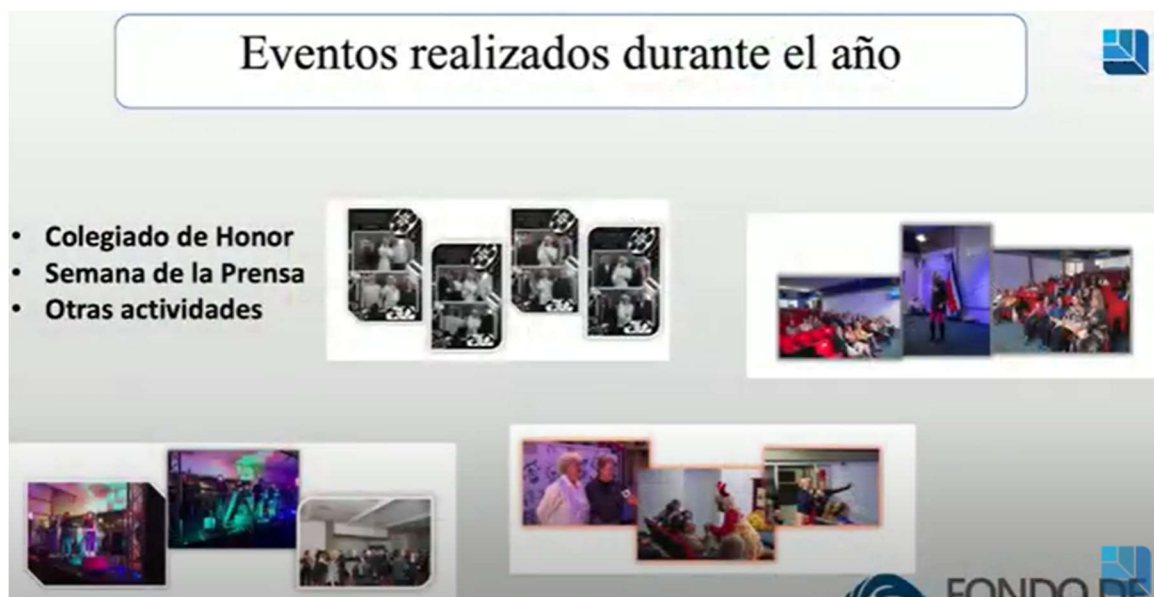 Eventos realizados durante el año
• Colegiado de Honor
• Semana de la Prensa
• Otras actividades
FONDO DE